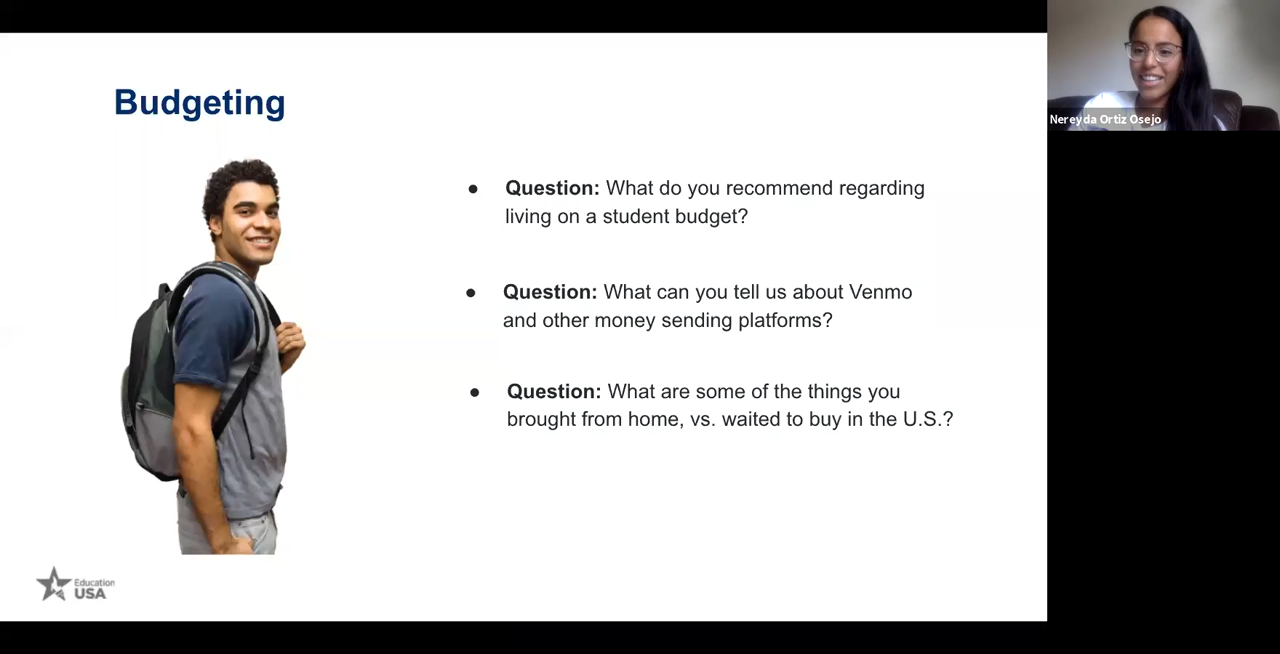 Budgeting
● Question: What do you recommend regarding
living on a student budget?
● Question: What can you tell us about Venmo
and other money sending platforms?
● Question: What are some of the things you
brought from home, vs. waited to buy in the U.S.?
Education
USA
Nereyda Ortiz Osejo